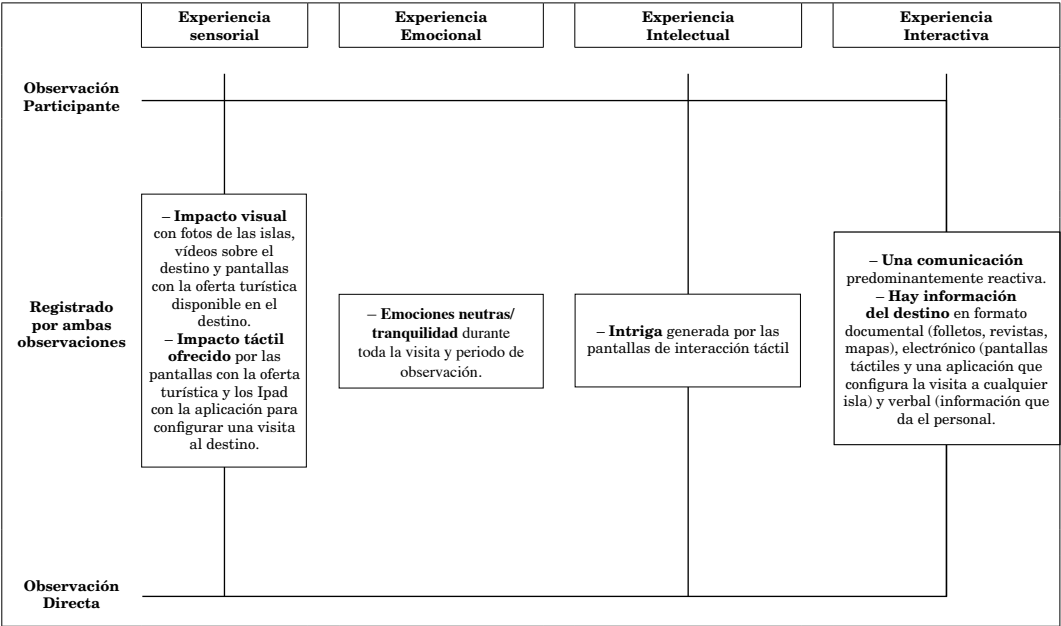 Experiencia
sensorial
Experiencia
Emocional
Experiencia
Intelectual
Experiencia
Interactiva
Observación
Participante
Registrado
por ambas
observaciones
– Impacto visual
con fotos de las islas,
vídeos sobre el
destino y pantallas
con la oferta turística
disponible en el
destino.
– Impacto táctil
ofrecido por las
pantallas con la oferta
turística y los Ipad
con la aplicación para
configurar una visita
al destino.
– Emociones neutras/
tranquilidad durante
toda la visita y periodo de
observación.
– Intriga generada por las
pantallas de interacción táctil
– Una comunicación
predominantemente reactiva.
– Hay información
del destino en formato
documental (folletos, revistas,
mapas), electrónico (pantallas
táctiles y una aplicación que
configura la visita a cualquier
isla) y verbal (información que
da el personal.
Observación
Directa